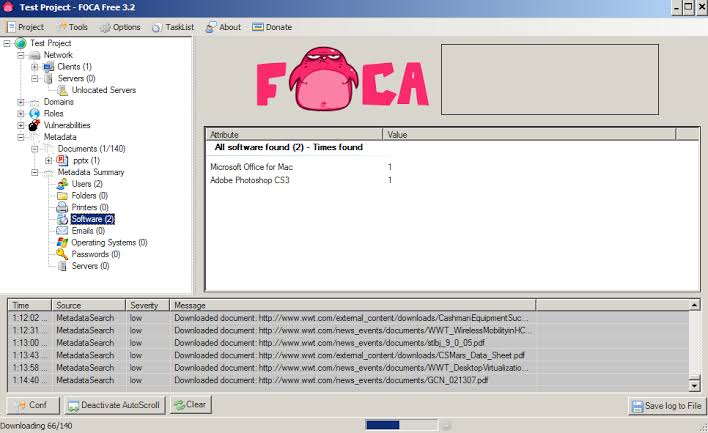 Test Project - FOCA Free 3.2
Project Tools Options TaskList About Donate
Test Project
Network
Clients (1)
Servers (0)
Unlocated Servers
Domains
Roles
Vulnerabilities
Metadata
Documents (1/140)
.pptx (1)
Metadata Summary
Users (2)
Folders (0)
Printers (0)
Software (2)
Emails (0)
Operating Systems (0)
Passwords (0)
Servers (0)
FOCA
Attribute Value
All software found (2) - Times found
Microsoft Office for Mac 1
Adobe Photoshop CS3 1
Time Source Severity Message
1:12:02 ... MetadataSearch low Downloaded document: http://www.wwt.com/external_content/downloads/CashmanEquipmentSuc...
1:12:31 ... MetadataSearch low Downloaded document: http://www.wwt.com/news_events/documents/WWT_WirelessMobilityinHC...
1:13:00 ... MetadataSearch low Downloaded document: http://www.wwt.com/news_events/documents/stlbj_9_0_05.pdf
1:13:43 ... MetadataSearch low Downloaded document: http://www.wwt.com/external_content/downloads/CSMars_Data_Sheet.pdf
1:13:58 ... MetadataSearch low Downloaded document: http://www.wwt.com/news_events/documents/WWT_DesktopVirtualizatio...
1:14:40 ... MetadataSearch low Downloaded document: http://www.wwt.com/news_events/documents/GCN_021307.pdf
Conf Deactivate AutoScroll Clear Save log to File
Downloading 66/140